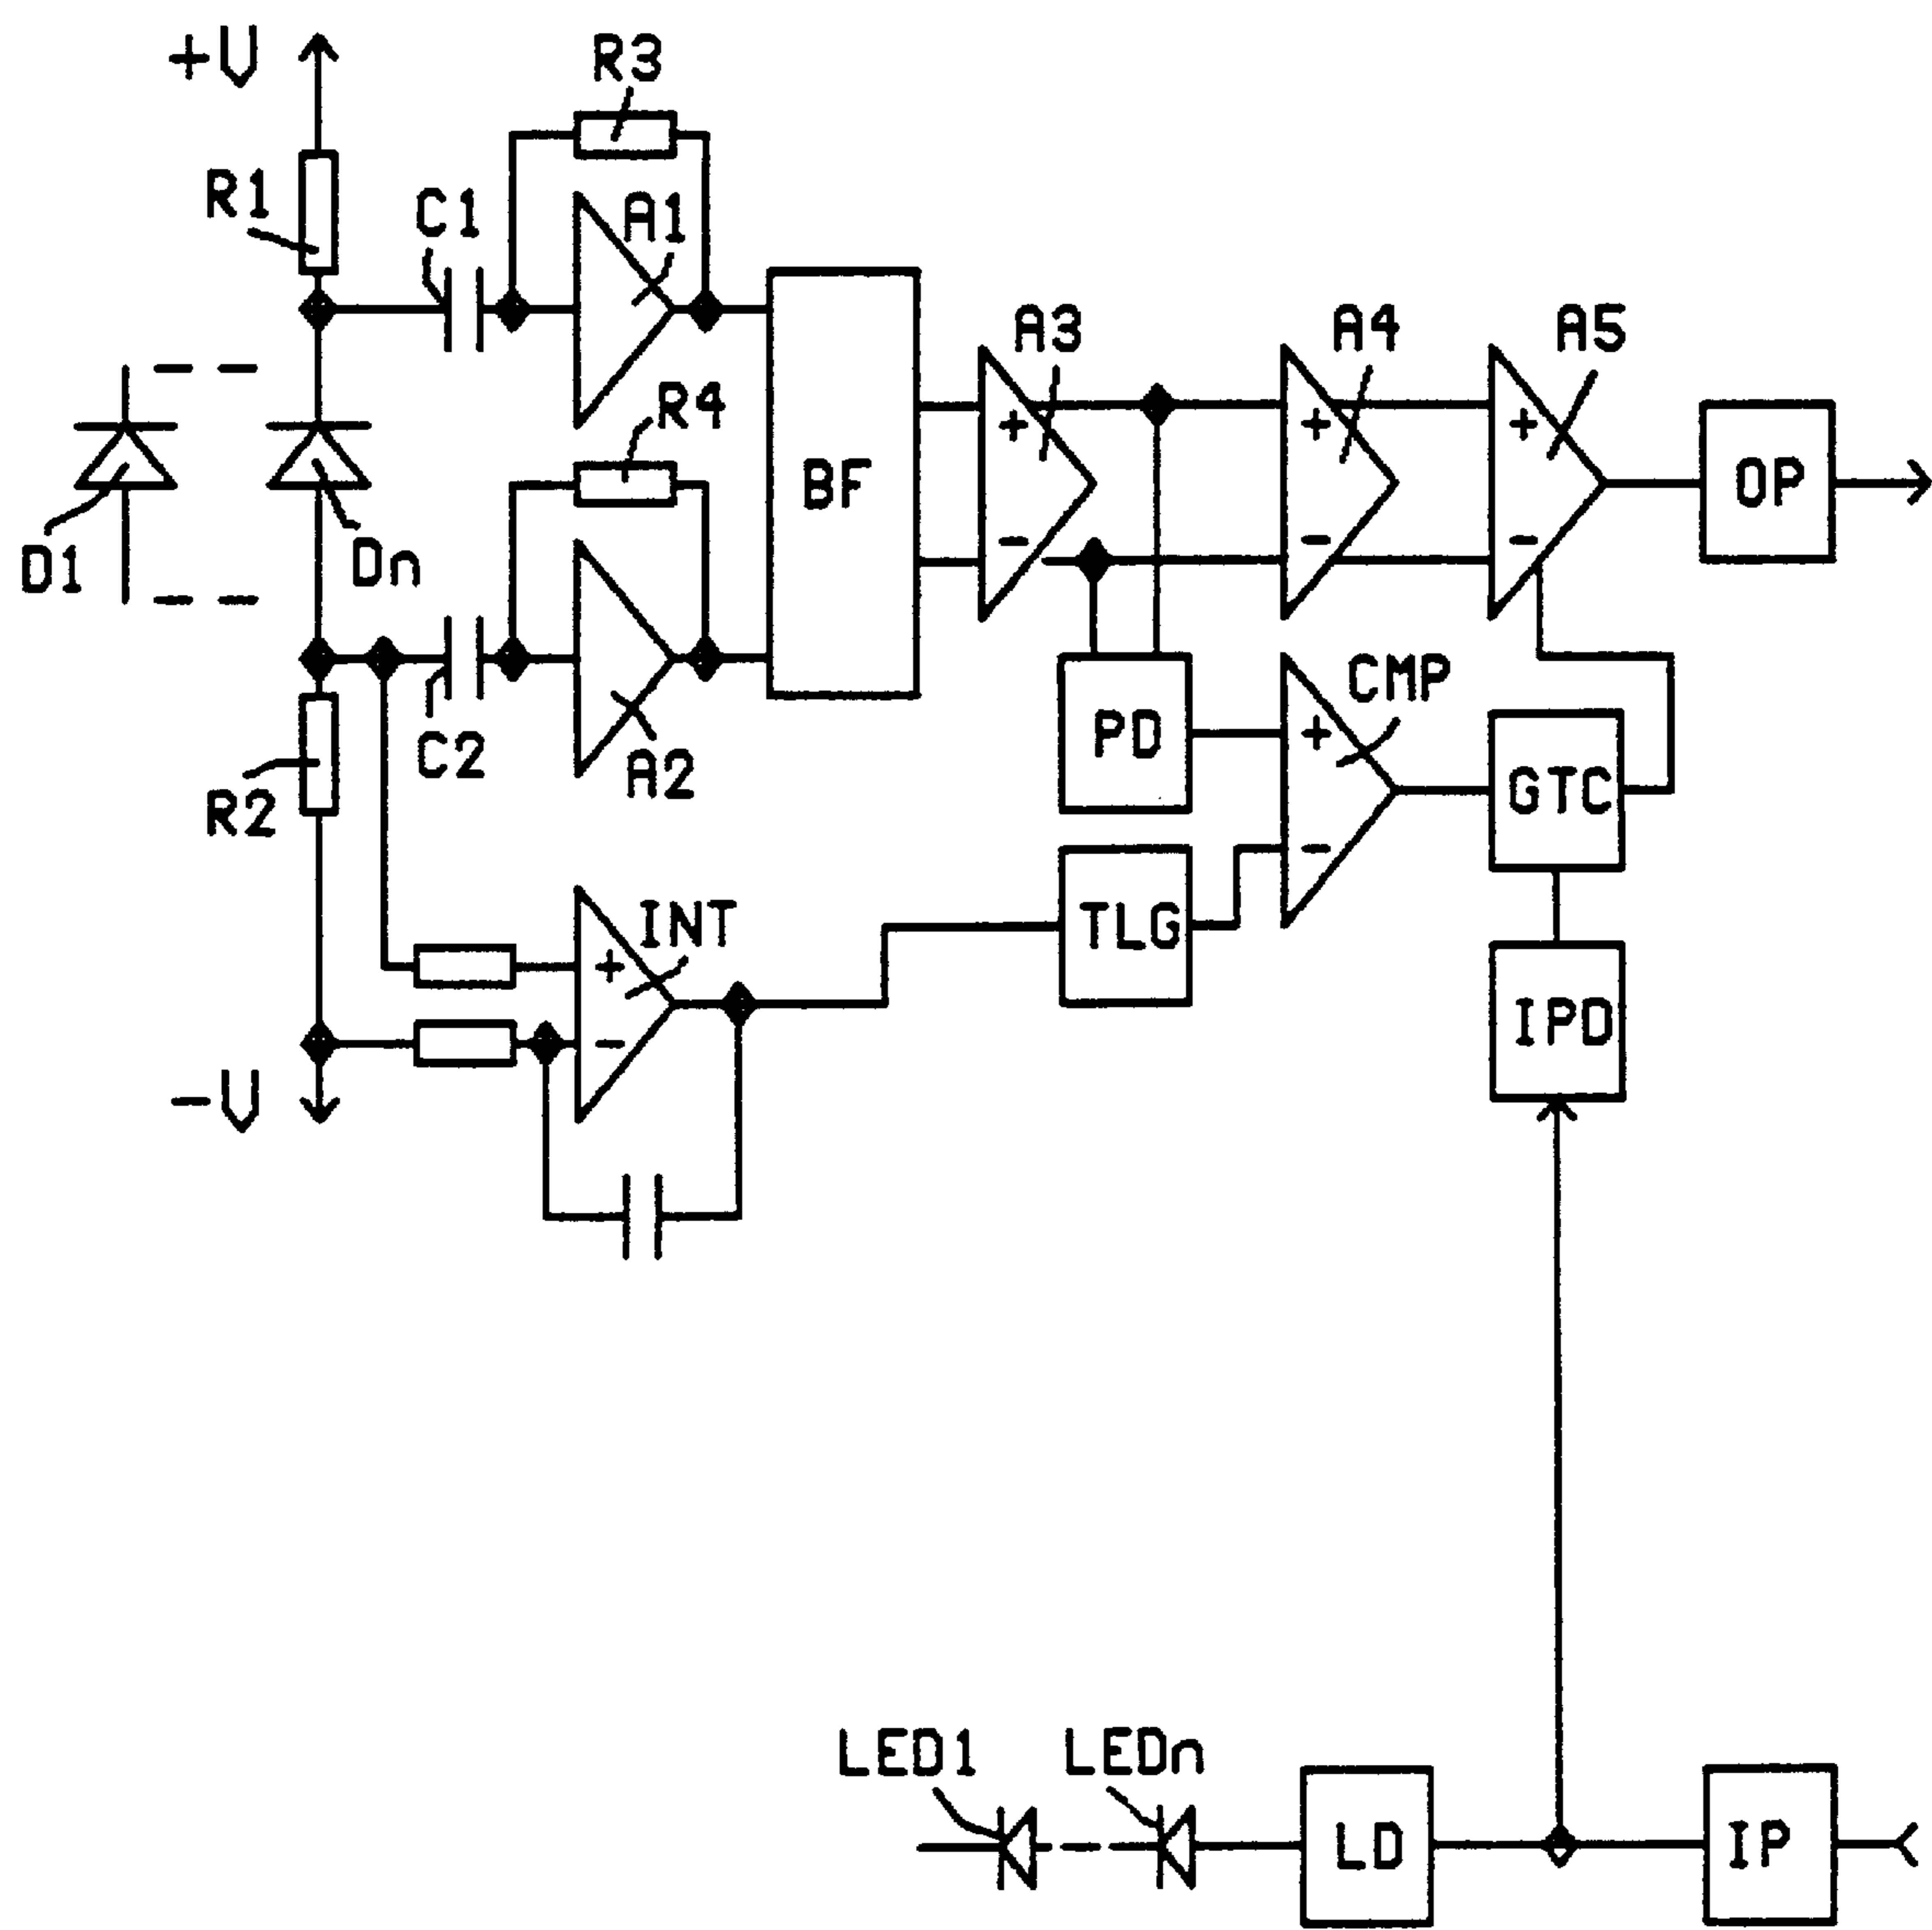 +V
R3
R1
C1
A1
A3
A4
A5
R4
BF
OP
+
+
+
-
-
-
D1
Dn
C2
A2
R2
PD
CMP
+
GTC
-
TLG
INT
+
-
IPD
-V
LED1
LEDn
LD
IP